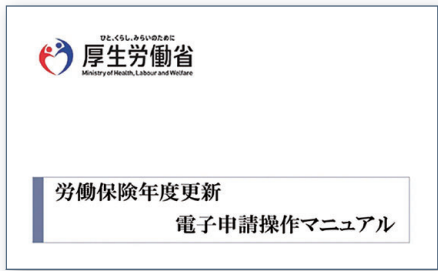 ひと、くらし、みらいのために
厚生労働省
Ministry of Health, Labour and Welfare
労働保険年度更新
電子申請操作マニュアル